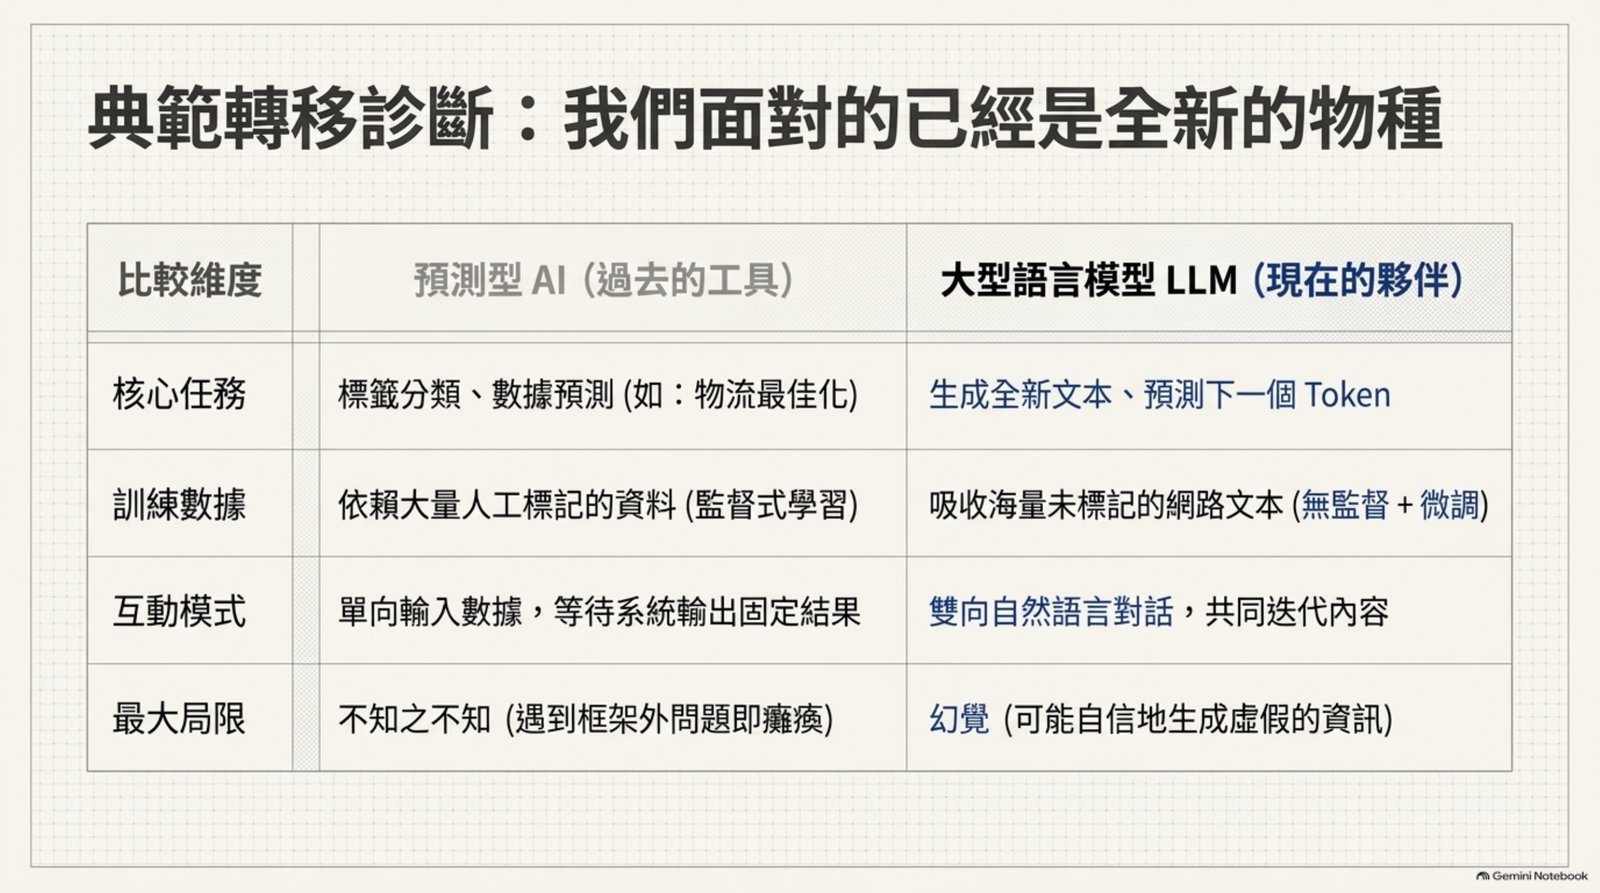 典範轉移診斷：我們面對的已經是全新的物種
比較維度
預測型 AI (過去的工具)
大型語言模型 LLM (現在的夥伴)
核心任務
標籤分類、數據預測 (如：物流最佳化)
生成全新文本、預測下一個 Token
訓練數據
依賴大量人工標記的資料 (監督式學習)
吸收海量未標記的網路文本 (無監督 + 微調)
互動模式
單向輸入數據，等待系統輸出固定結果
雙向自然語言對話，共同迭代內容
最大局限
不知之不知 (遇到框架外問題即癱瘓)
幻覺 (可能自信地生成虛假的資訊)
Gemini Notebook